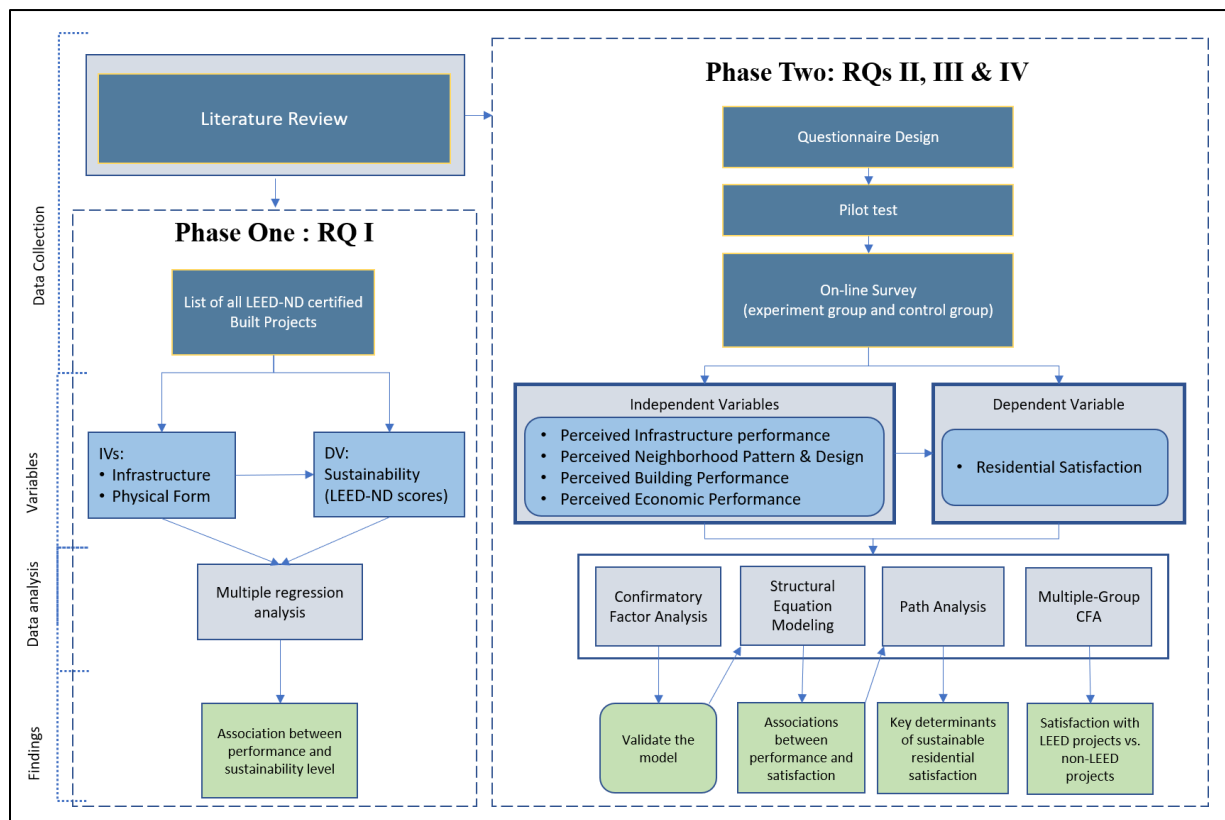 Literature Review
Data Collection
Variables
Data analysis
Findings
Phase One : RQ I
List of all LEED-ND certified
Built Projects
IVs:
• Infrastructure
• Physical Form
DV:
Sustainability
(LEED-ND scores)
Multiple regression
analysis
Association between
performance and
sustainability level
Phase Two: RQs II, III & IV
Questionnaire Design
Pilot test
On-line Survey
(experiment group and control group)
Independent Variables
• Perceived Infrastructure performance
• Perceived Neighborhood Pattern & Design
• Perceived Building Performance
• Perceived Economic Performance
Dependent Variable
• Residential Satisfaction
Confirmatory
Factor Analysis
Structural
Equation
Modeling
Path Analysis
Multiple-Group
CFA
Validate the
model
Associations
between
performance and
satisfaction
Key determinants
of sustainable
residential
satisfaction
Satisfaction with
LEED projects vs.
non-LEED
projects